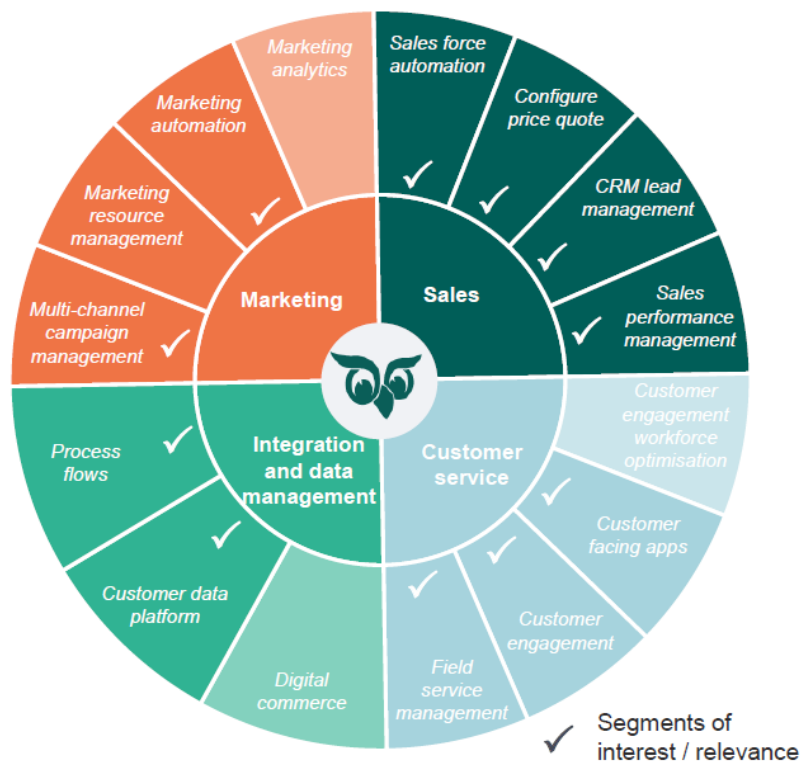 Marketing
analytics
Sales force
automation
Configure
price quote
CRM lead
management
Sales
performance
management
Marketing
automation
Marketing
resource
management
Multi-channel
campaign
management
Marketing
Sales
Integration
and data
management
Customer
service
Customer
engagement
workforce
optimisation
Customer
facing apps
Customer
engagement
Field
service
management
Digital
commerce
Customer data
platform
Process
flows
Segments of
interest / relevance